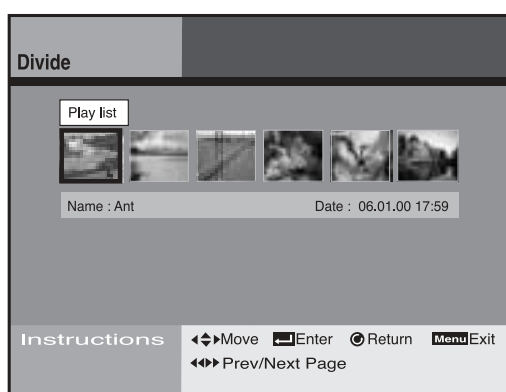 Divide
Play list
Name : Ant Date : 06.01.00 17:59
Instructions Move Enter Return Menu Exit
Prev/Next Page